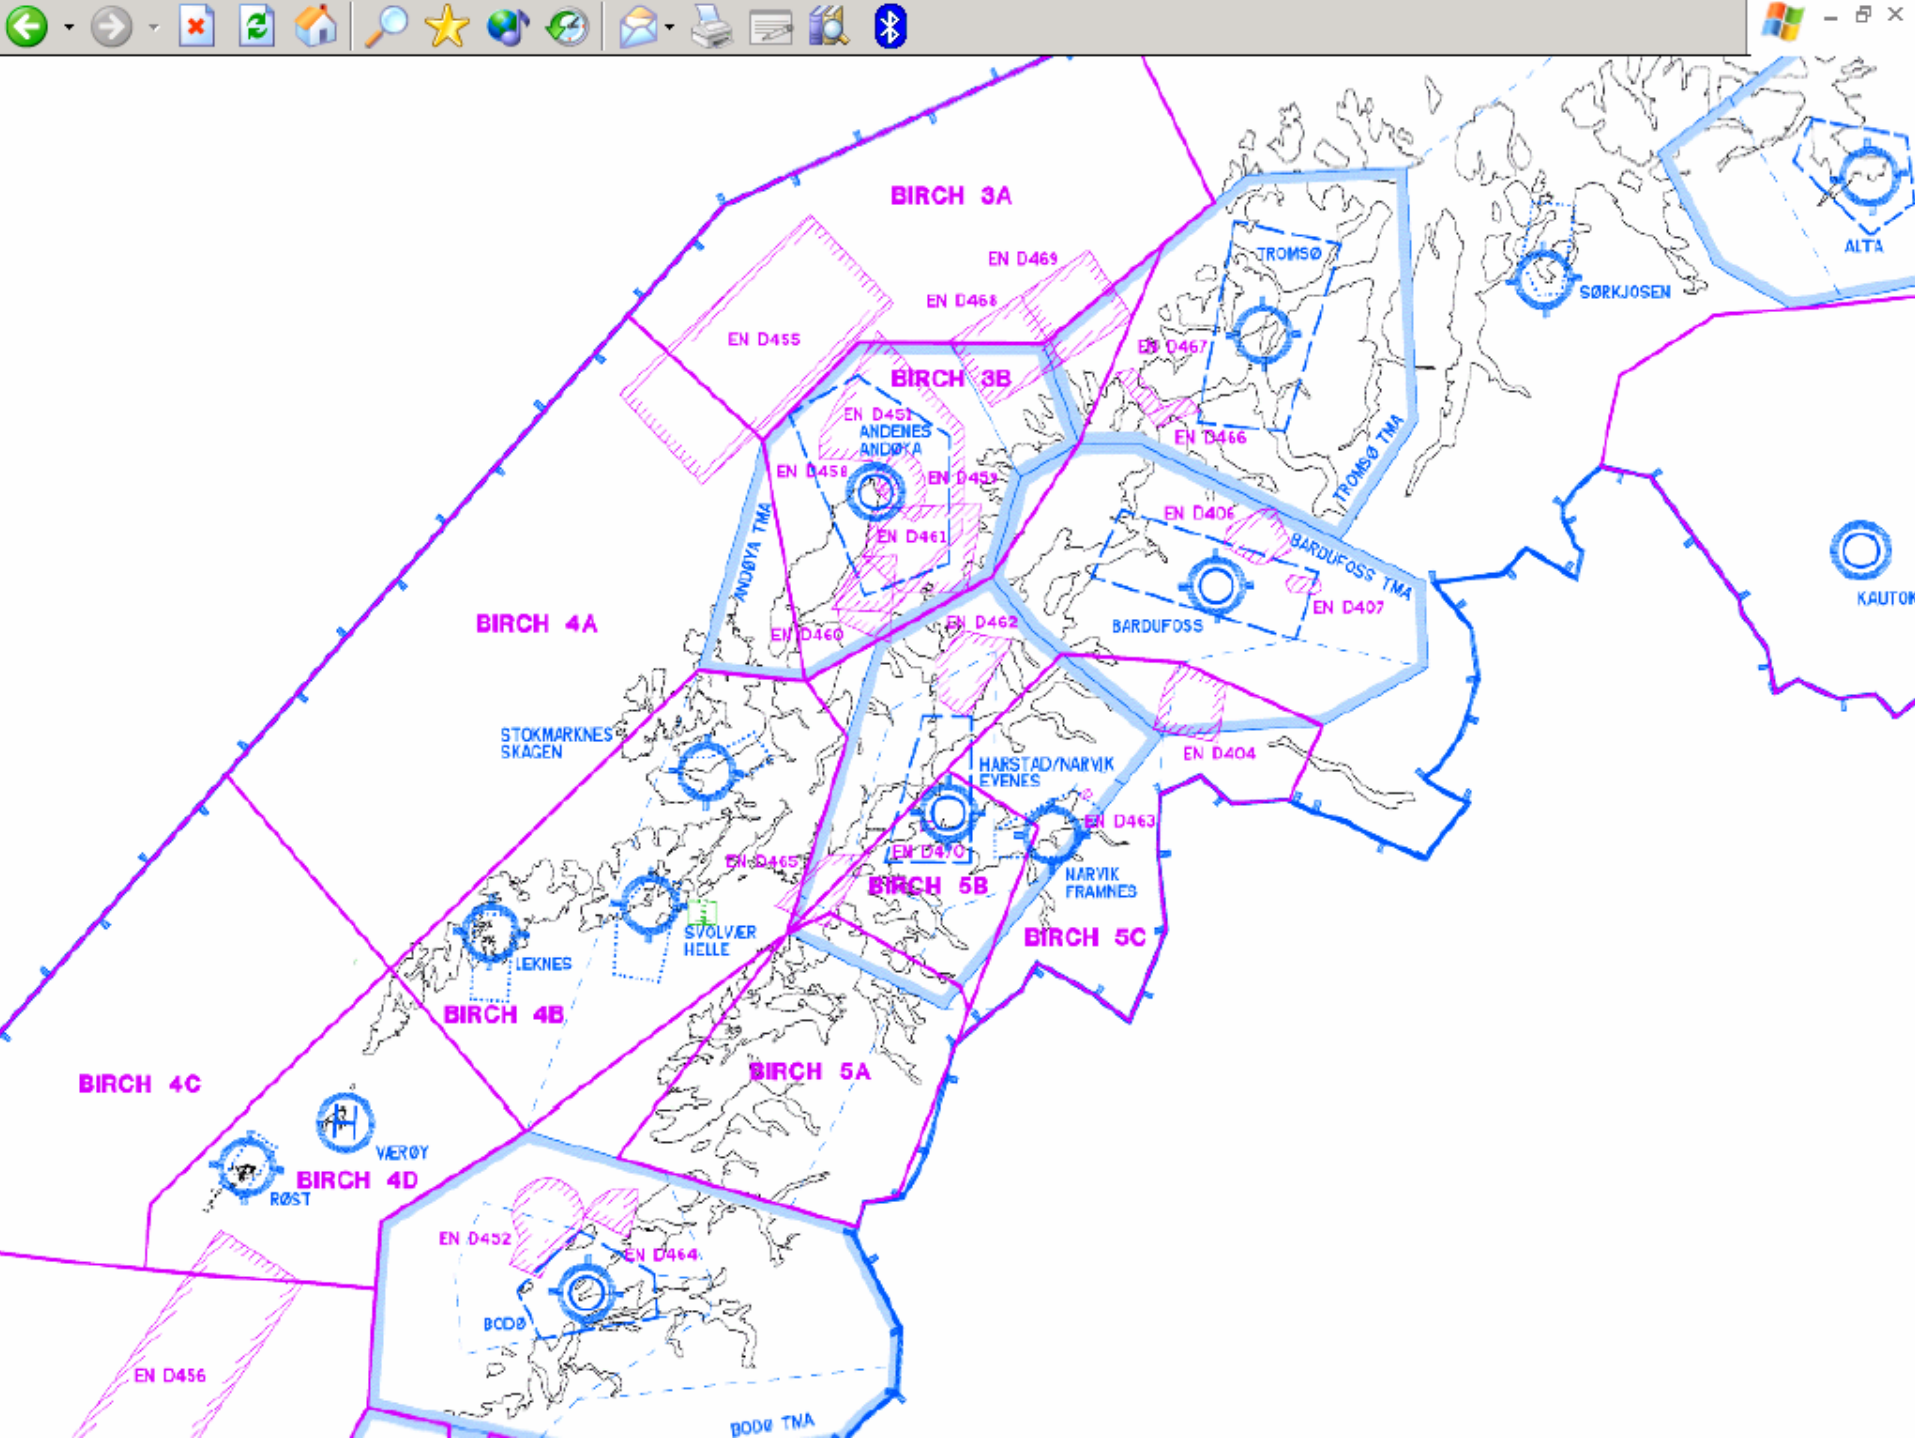 BIRCH 3A
TROMSØ
ALTA
EN D469
SØRKJOSEN
EN D468
EN D455
EN D467
BIRCH 3B
EN D451
ANDENES
ANDØYA
EN D466
EN D458
EN D459
TROMSØ TMA
EN D406
EN D461
ANDØYA TMA
BARDUFOSS TMA
KAUTOK
EN D407
BIRCH 4A
EN D462
BARDUFOSS
EN D460
STOKMARKNES
SKAGEN
EN D404
HARSTAD/NARVIK
EVENES
EN D463
EN D465
EN D470
NARVIK
FRAMNES
BIRCH 5B
SVOLVÆR
HELLE
BIRCH 5C
LEKNES
BIRCH 4B
BIRCH 5A
BIRCH 4C
H
VÆRØY
BIRCH 4D
RØST
EN D452
EN D464
BODØ
EN D456
BODØ TMA